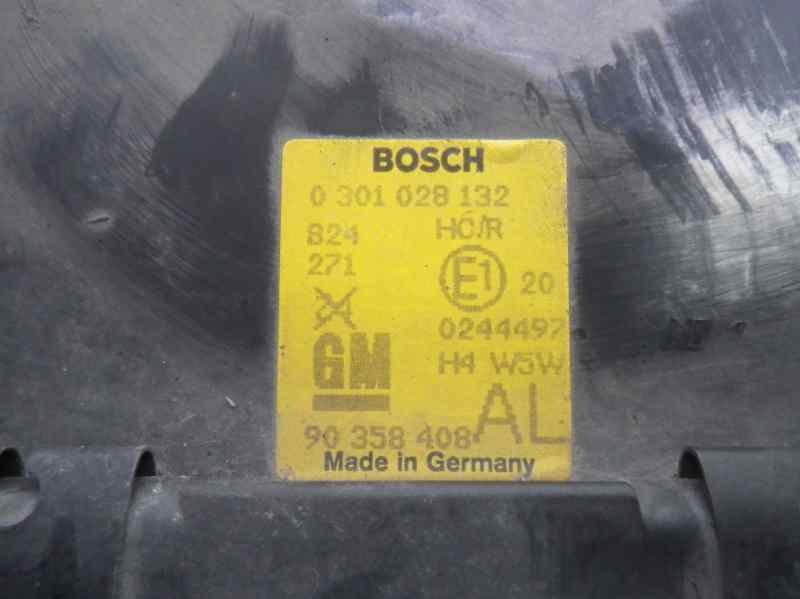 BOSCH
0 301 028 132
824 HC/R
271 E1 20
0244497
GM H4 W5W
90 358 408 AL
Made in Germany